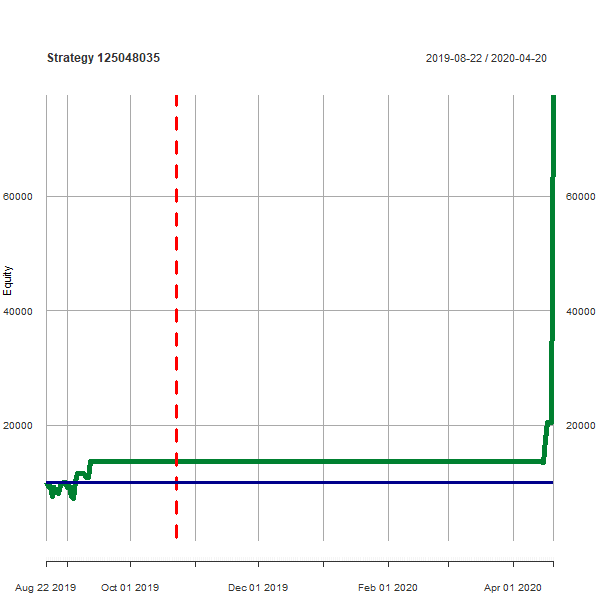 Strategy 125048035
2019-08-22 / 2020-04-20
60000
60000
Equity
40000
40000
20000
20000
Aug 22 2019
Oct 01 2019
Dec 01 2019
Feb 01 2020
Apr 01 2020